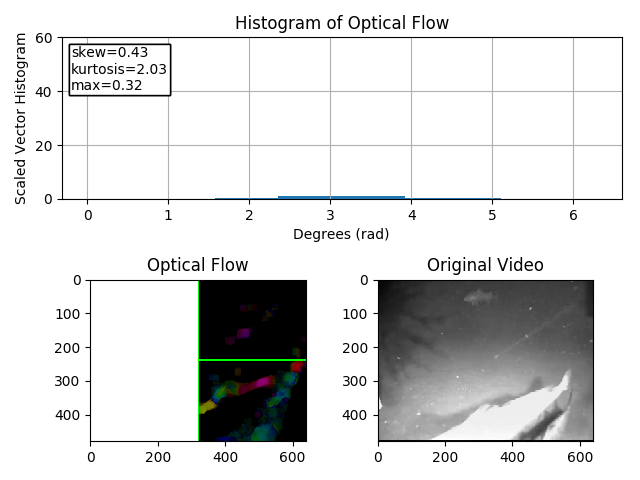 Histogram of Optical Flow
Scaled Vector Histogram
60
40
20
0
skew=0.43
kurtosis=2.03
max=0.32
0 1 2 3 4 5 6
Degrees (rad)
Optical Flow
0
100
200
300
400
0 200 400 600
Original Video
0
100
200
300
400
0 200 400 600